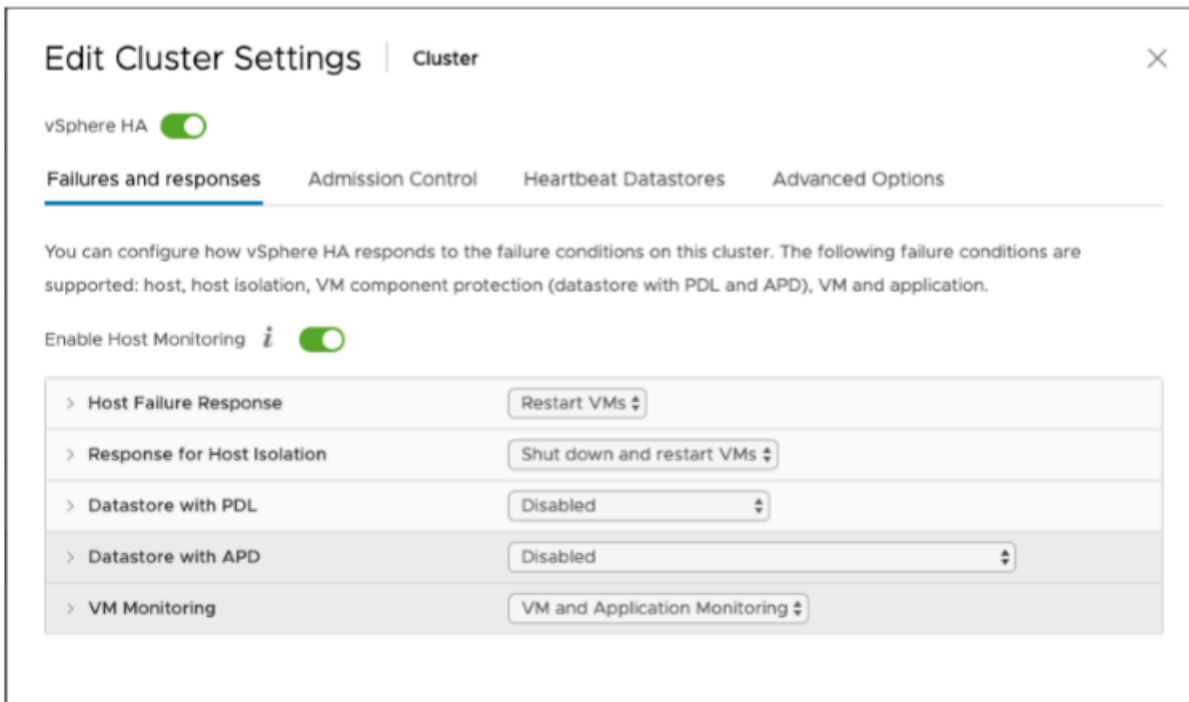 Edit Cluster Settings Cluster
vSphere HA
Failures and responses Admission Control Heartbeat Datastores Advanced Options
You can configure how vSphere HA responds to the failure conditions on this cluster. The following failure conditions are
supported: host, host isolation, VM component protection (datastore with PDL and APD), VM and application.
Enable Host Monitoring i
Host Failure Response Restart VMs
Response for Host Isolation Shut down and restart VMs
Datastore with PDL Disabled
Datastore with APD Disabled
VM Monitoring VM and Application Monitoring